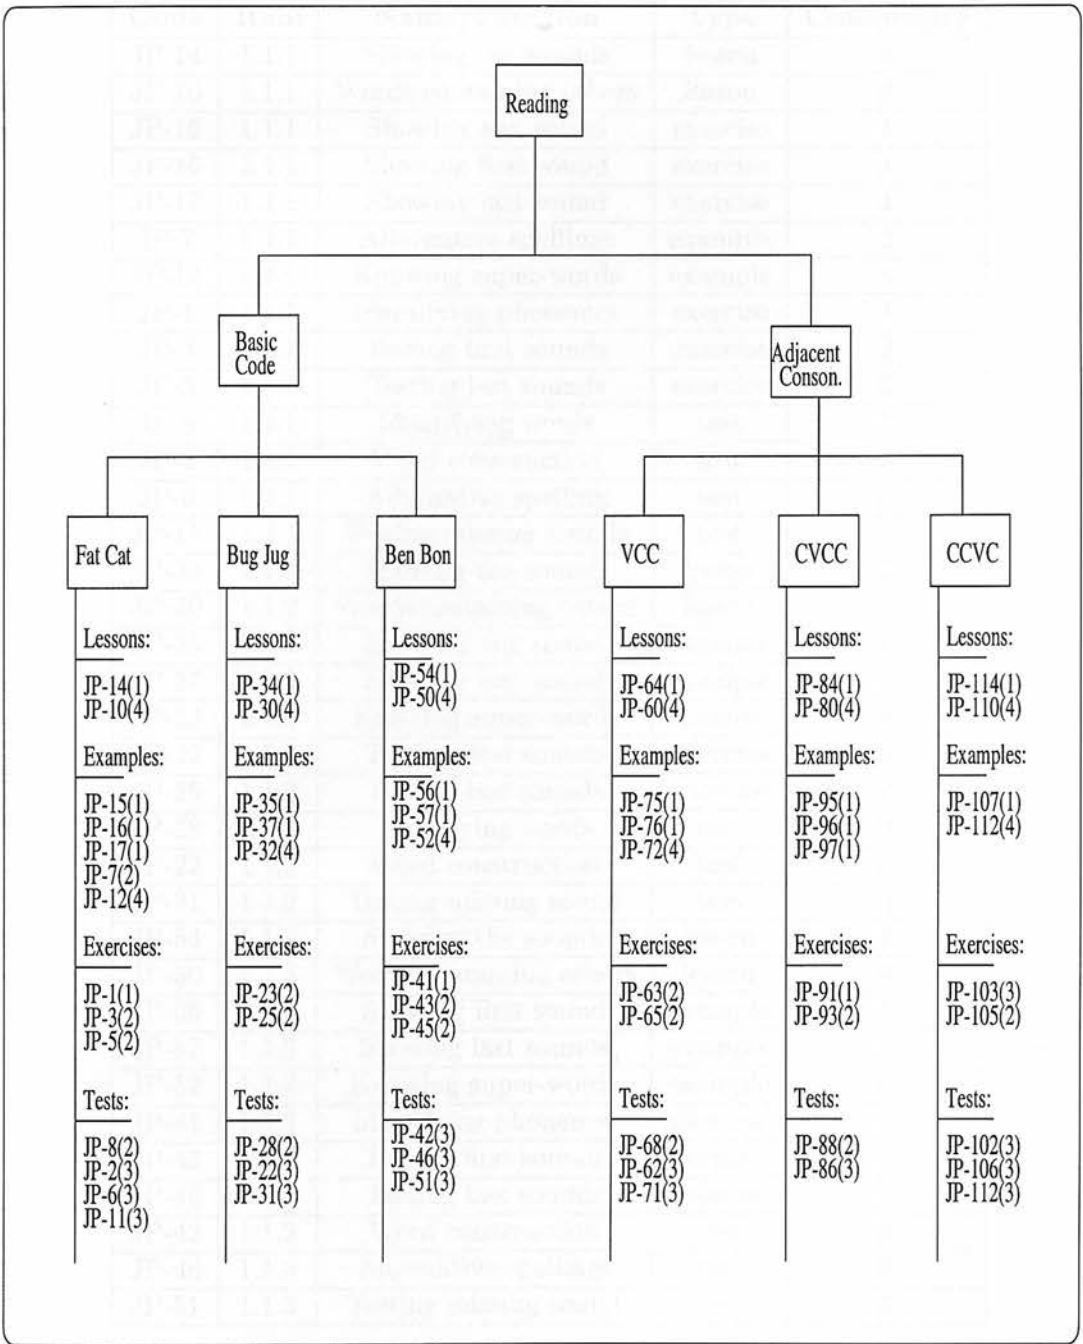 Reading
Basic
Code
Adjacent
Conson.
Fat Cat
Bug Jug
Ben Bon
VCC
CVCC
CCVC
Lessons:
JP-14(1)
JP-10(4)
Examples:
JP-15(1)
JP-16(1)
JP-17(1)
JP-7(2)
JP-12(4)
Exercises:
JP-1(1)
JP-3(2)
JP-5(2)
Tests:
JP-8(2)
JP-2(3)
JP-6(3)
JP-11(3)
Lessons:
JP-34(1)
JP-30(4)
Examples:
JP-35(1)
JP-37(1)
JP-32(4)
Exercises:
JP-23(2)
JP-25(2)
Tests:
JP-28(2)
JP-22(3)
JP-31(3)
Lessons:
JP-54(1)
JP-50(4)
Examples:
JP-56(1)
JP-57(1)
JP-52(4)
Exercises:
JP-41(1)
JP-43(2)
JP-45(2)
Tests:
JP-42(3)
JP-46(3)
JP-51(3)
Lessons:
JP-64(1)
JP-60(4)
Examples:
JP-75(1)
JP-76(1)
JP-72(4)
Exercises:
JP-63(2)
JP-65(2)
Tests:
JP-68(2)
JP-62(3)
JP-71(3)
Lessons:
JP-84(1)
JP-80(4)
Examples:
JP-95(1)
JP-96(1)
JP-97(1)
Exercises:
JP-91(1)
JP-93(2)
Tests:
JP-88(2)
JP-86(3)
Lessons:
JP-114(1)
JP-110(4)
Examples:
JP-107(1)
JP-112(4)
Exercises:
JP-103(3)
JP-105(2)
Tests:
JP-102(3)
JP-106(3)
JP-112(3)